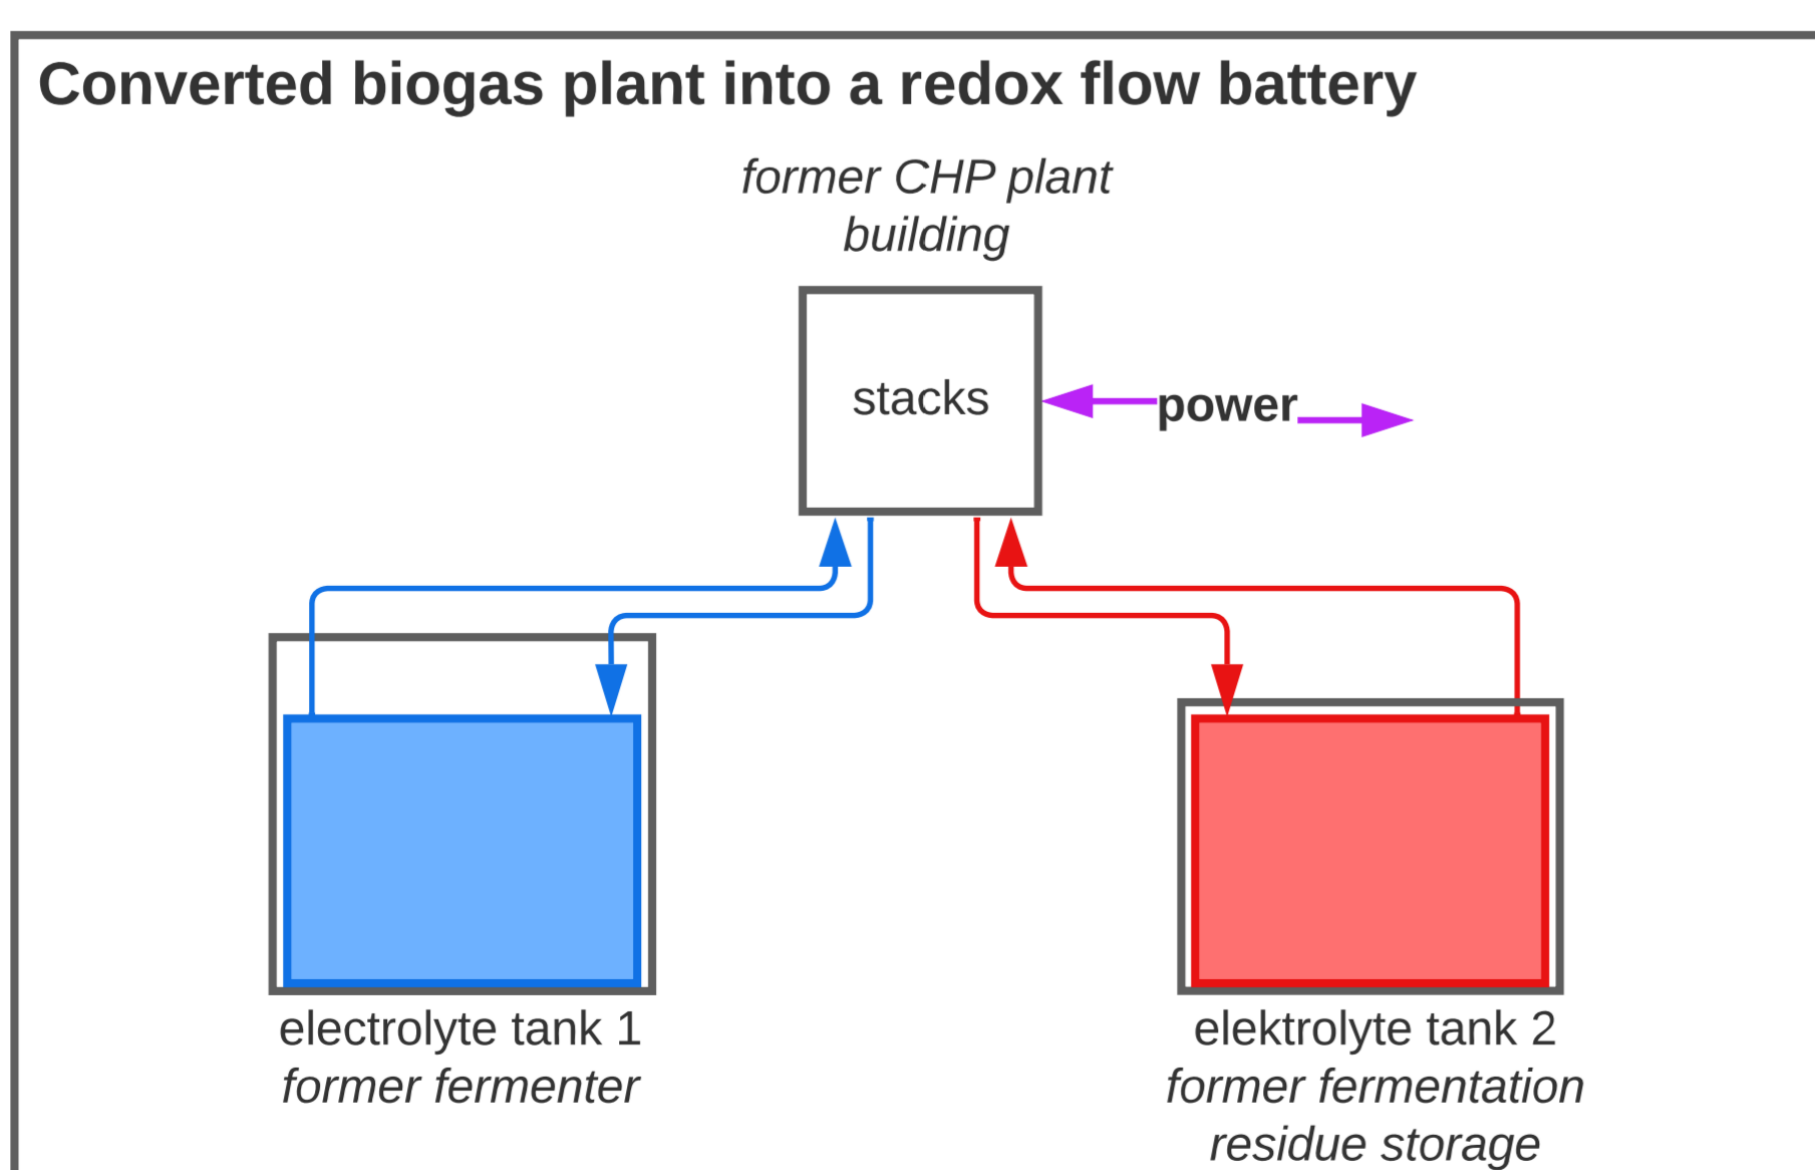 Converted biogas plant into a redox flow battery
former CHP plant
building
stacks
power
electrolyte tank 1
former fermenter
elektrolyte tank 2
former fermentation
residue storage